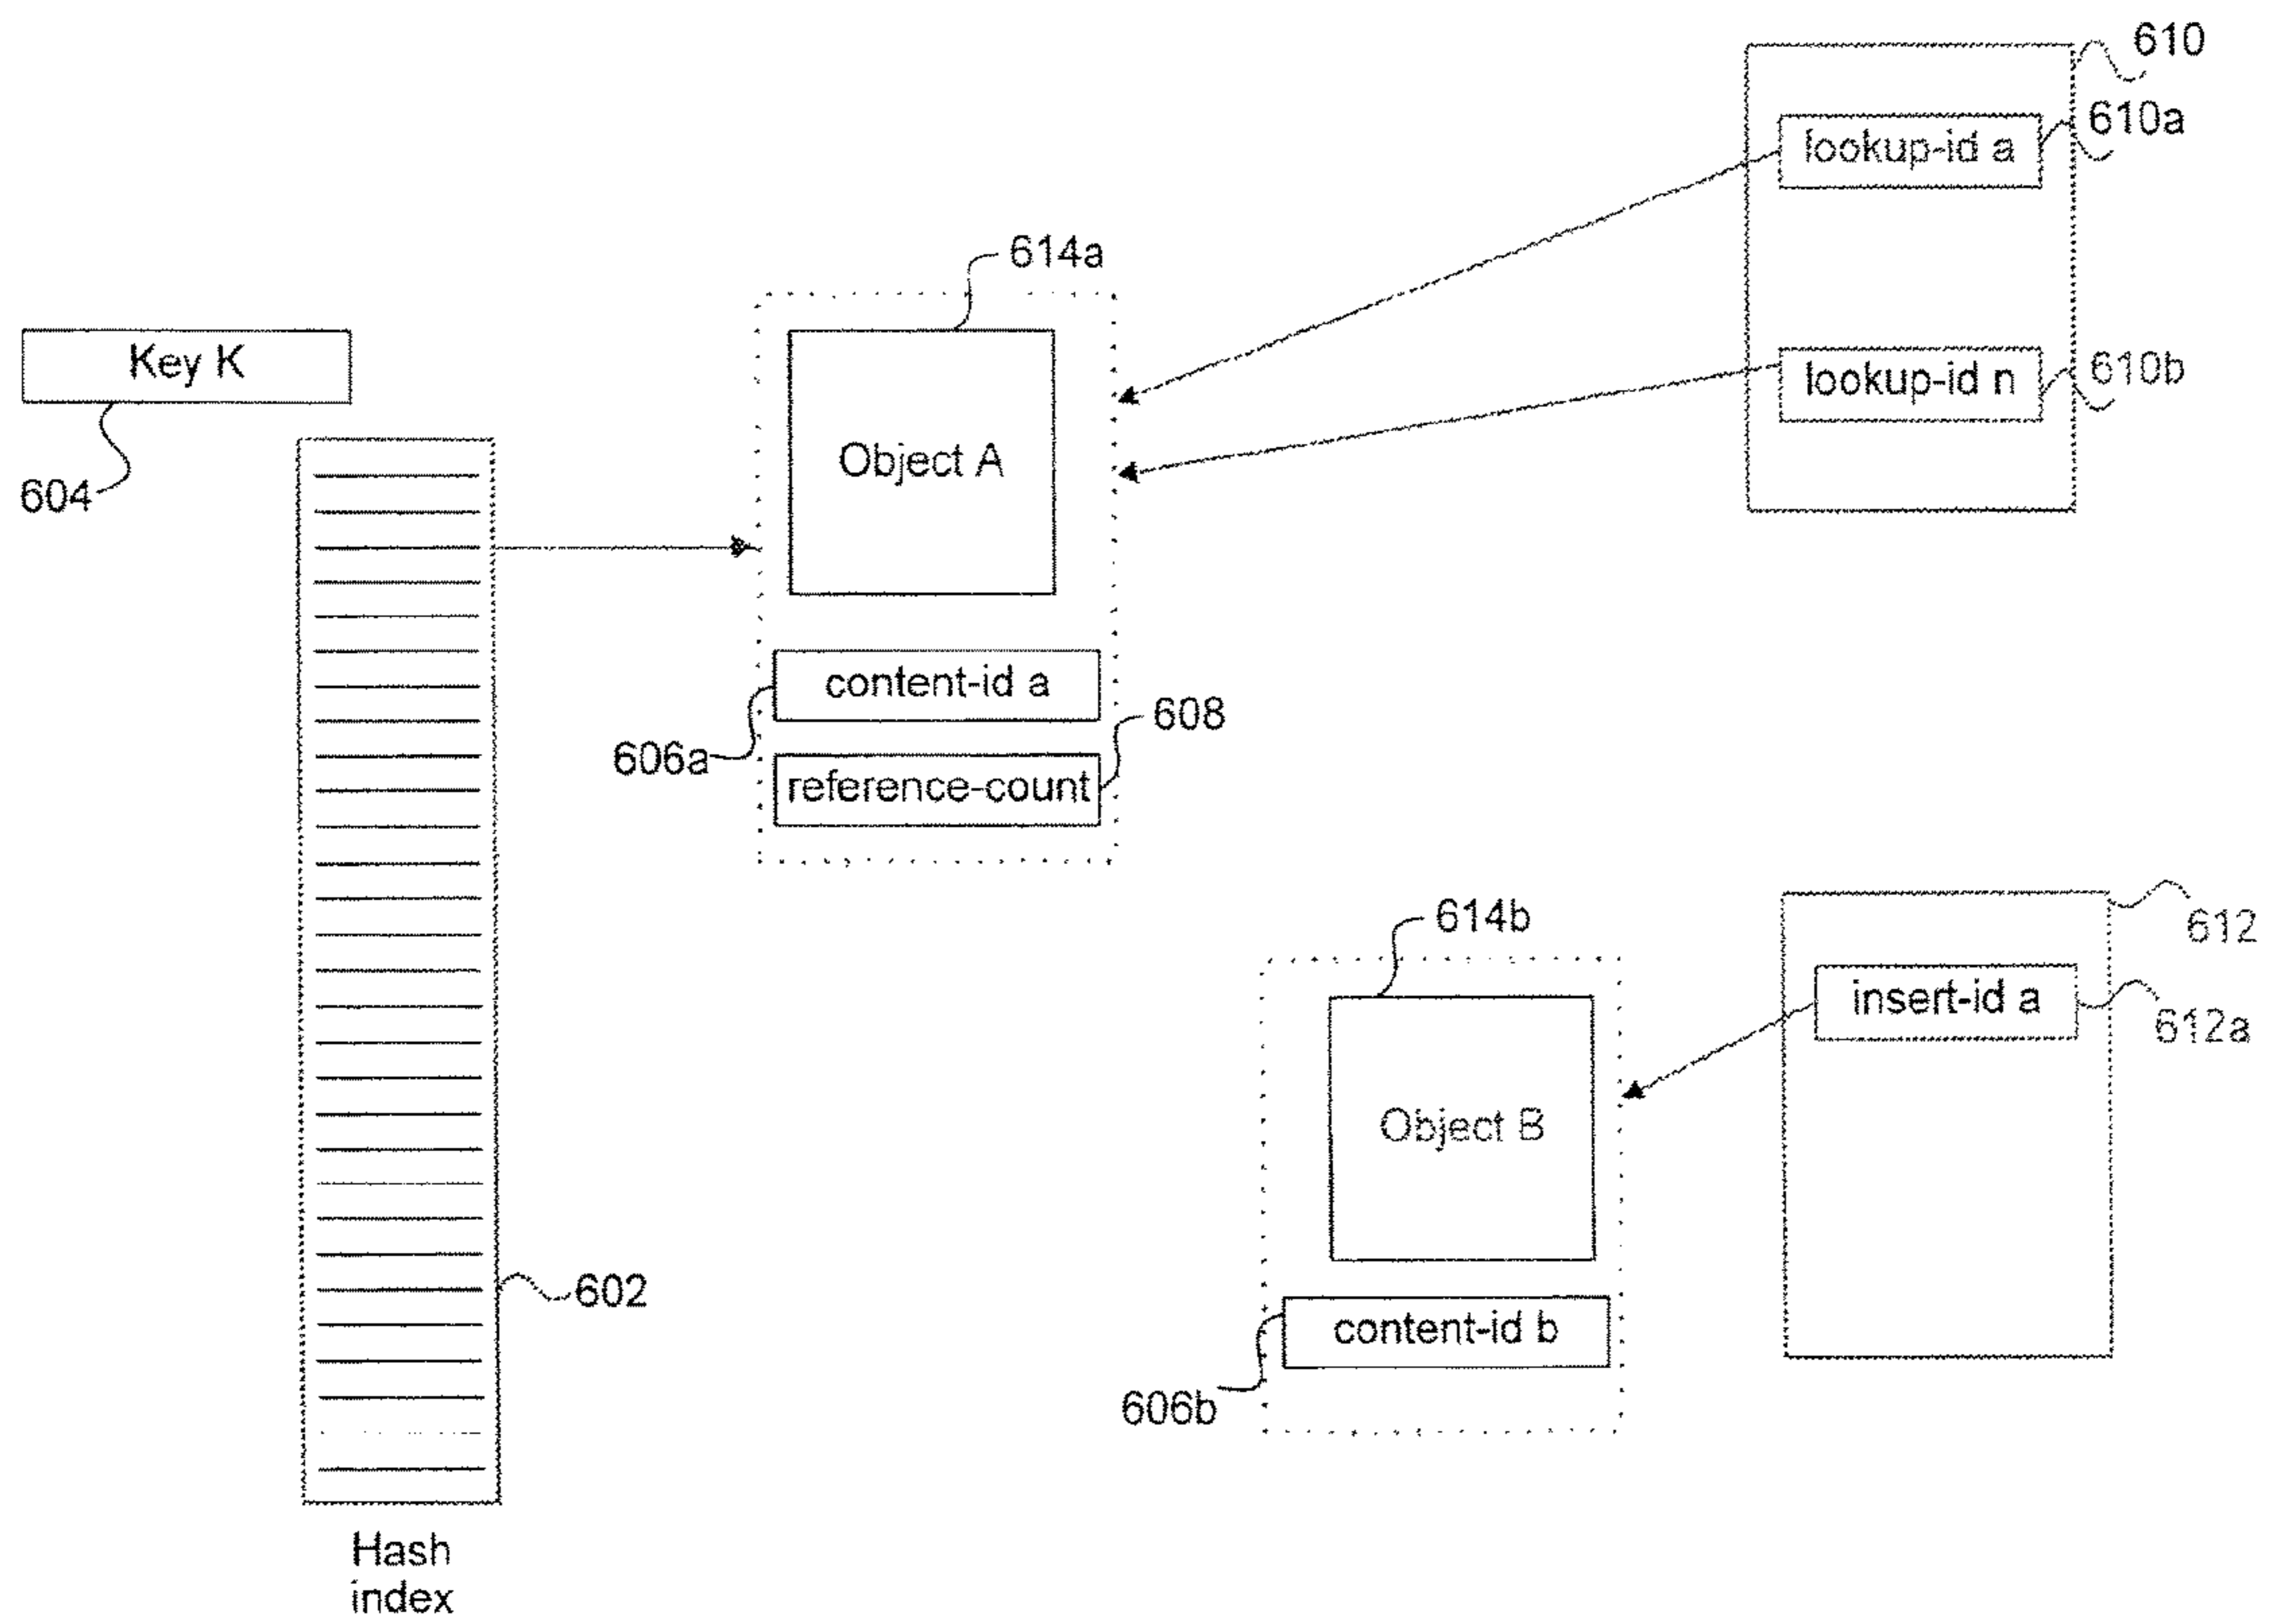 610
610a
lookup-id a
614a
Key K
lookup-id n
610b
Object A
604
content-id a
608
606a
reference-count
614b
612
insert-id a
612a
Object B
602
content-id b
606b
Hash
index